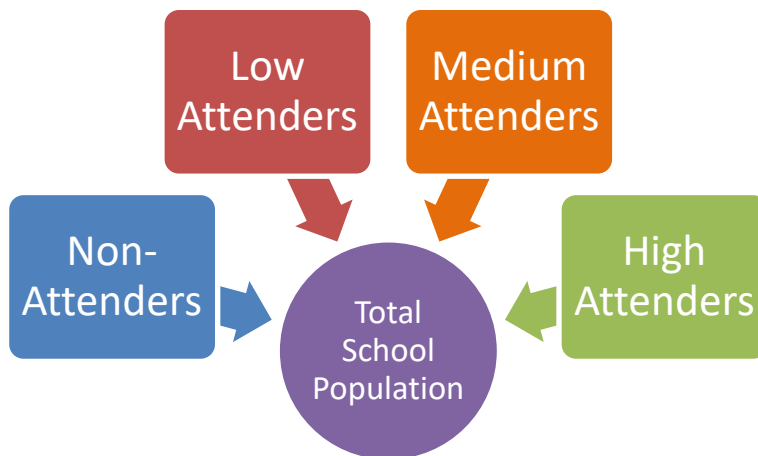 Low
Attenders
Medium
Attenders
Non-
Attenders
High
Attenders
Total
School
Population